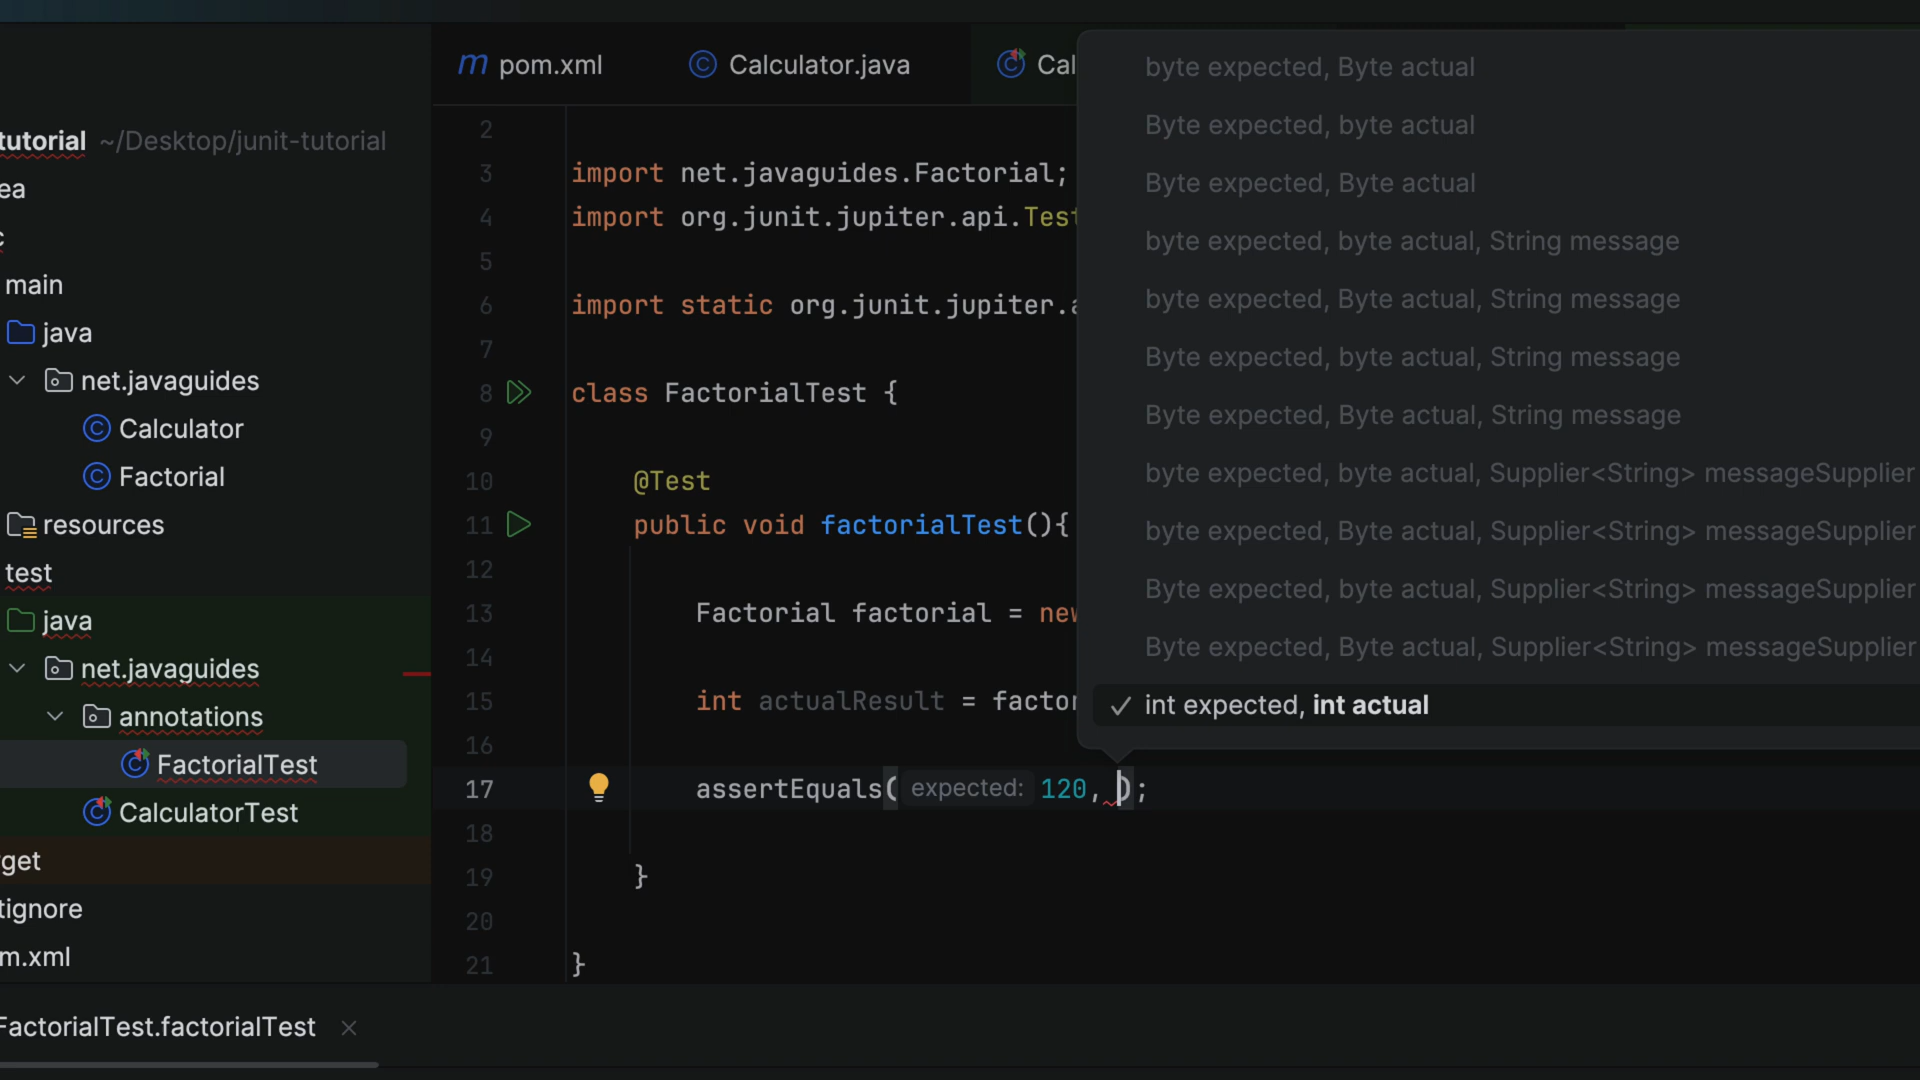 pom.xml
Calculator.java
Cal
tutorial ~/Desktop/junit-tutorial
ea
c
main
java
net.javaguides
Calculator
Factorial
resources
test
java
net.javaguides
annotations
FactorialTest
CalculatorTest
get
tignore
m.xml
2
3 import net.javaguides.Factorial;
4 import org.junit.jupiter.api.Test
5
6 import static org.junit.jupiter.a
7
8 class FactorialTest {
9
10 @Test
11 public void factorialTest(){
12
13 Factorial factorial = new
14
15 int actualResult = factor
16
17 assertEquals( expected: 120, );
18
19 }
20
21 }
byte expected, Byte actual
Byte expected, byte actual
Byte expected, Byte actual
byte expected, byte actual, String message
byte expected, Byte actual, String message
Byte expected, byte actual, String message
Byte expected, Byte actual, String message
byte expected, byte actual, Supplier<String> messageSupplier
byte expected, Byte actual, Supplier<String> messageSupplier
Byte expected, byte actual, Supplier<String> messageSupplier
Byte expected, Byte actual, Supplier<String> messageSupplier
int expected, int actual
FactorialTest.factorialTest